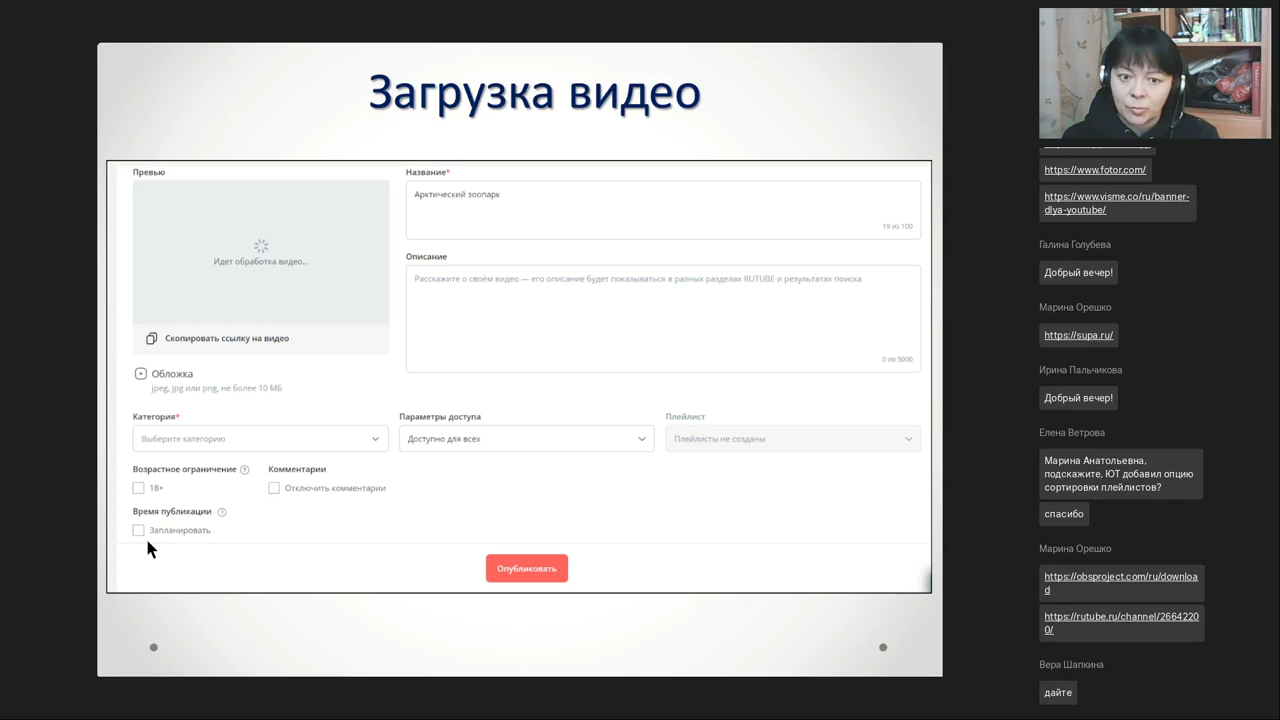 Загрузка видео
Превью
Идет обработка видео...
Скопировать ссылку на видео
Обложка
jpeg, jpg или png, не более 10 МБ
Название*
Арктический зоопарк
19 из 100
Описание
Расскажите о своём видео — его описание будет показываться в разных разделах RUTUBE и результатах поиска
0 из 5000
Категория*
Выберите категорию
Параметры доступа
Доступно для всех
Плейлист
Плейлисты не созданы
Возрастное ограничение ?
18+
Комментарии
Отключить комментарии
Время публикации ?
Запланировать
Опубликовать
https://www.fotor.com/
https://www.visme.co/ru/banner-
dlya-youtube/
Галина Голубева
Добрый вечер!
Марина Орешко
https://supa.ru/
Ирина Пальчикова
Добрый вечер!
Елена Ветрова
Марина Анатольевна,
подскажите, ЮТ добавил опцию
сортировки плейлистов?
спасибо
Марина Орешко
https://obsproject.com/ru/downloa
d
https://rutube.ru/channel/2664220
0/
Вера Шапкина
дайте